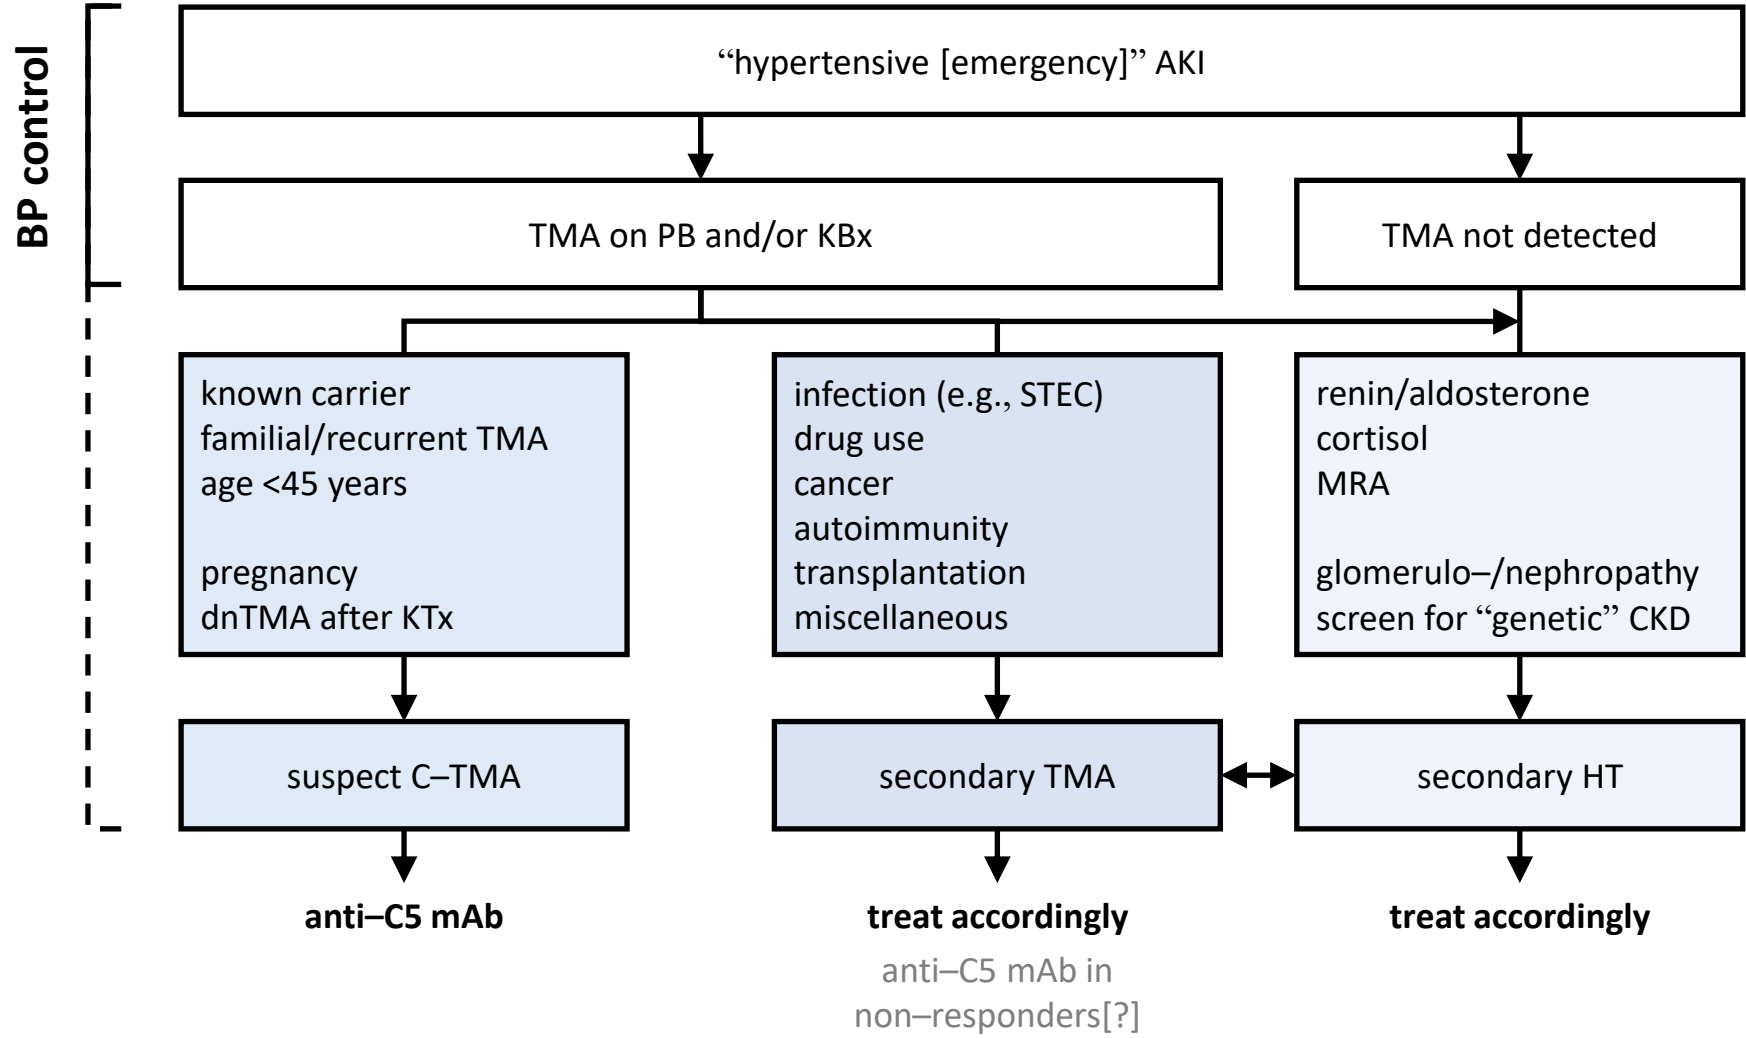 BP control
“hypertensive [emergency]” AKI
TMA on PB and/or KBx
TMA not detected
known carrier
familial/recurrent TMA
age <45 years
pregnancy
dnTMA after KTx
infection (e.g., STEC)
drug use
cancer
autoimmunity
transplantation
miscellaneous
renin/aldosterone
cortisol
MRA
glomerulo–/nephropathy
screen for “genetic” CKD
suspect C–TMA
secondary TMA
secondary HT
anti–C5 mAb
treat accordingly
anti–C5 mAb in
non–responders[?]
treat accordingly